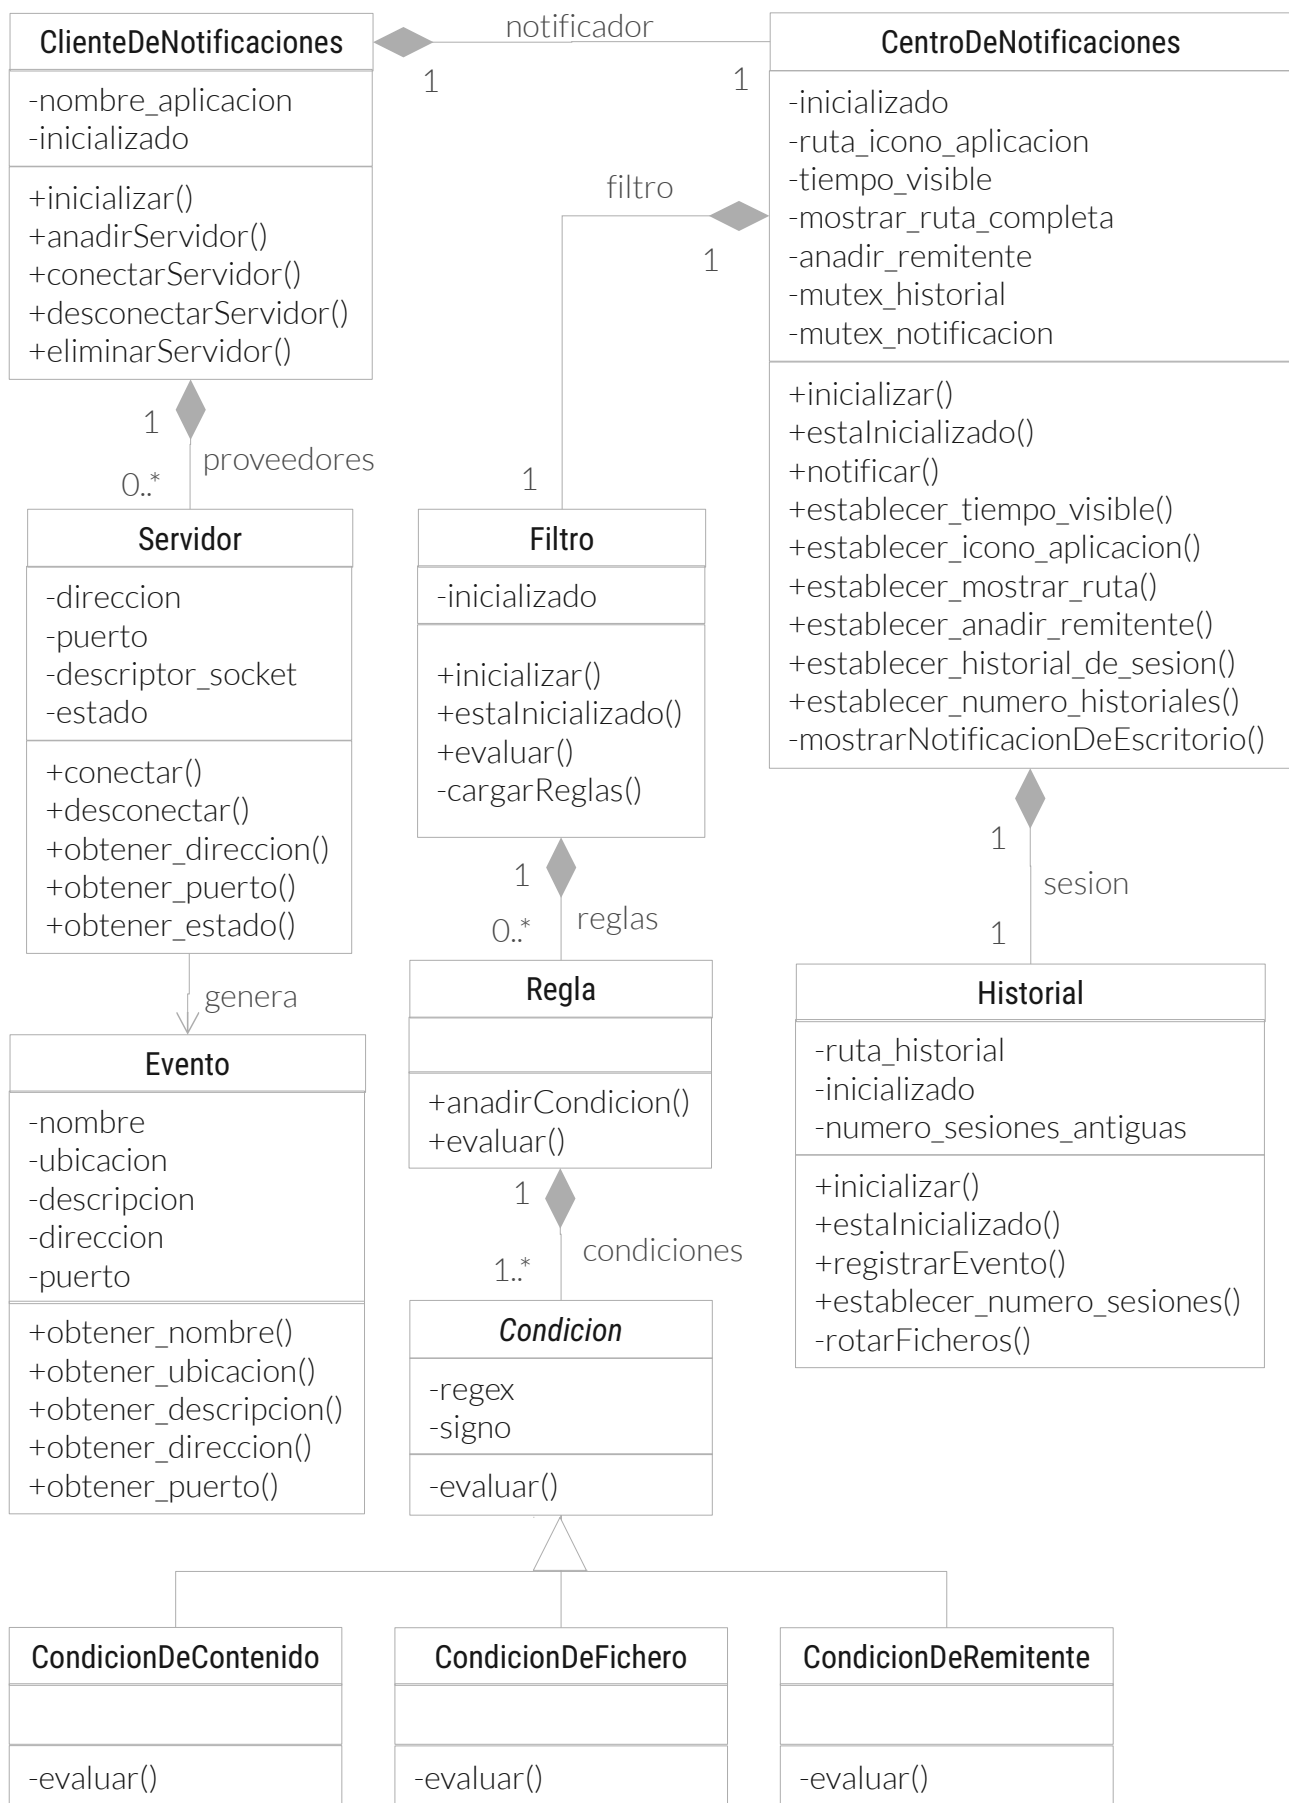 ClienteDeNotificaciones
-nombre_aplicacion
-inicializado
+inicializar()
+anadirServidor()
+conectarServidor()
+desconectarServidor()
+eliminarServidor()
notificador
1
1
CentroDeNotificaciones
-inicializado
-ruta_icono_aplicacion
-tiempo_visible
-mostrar_ruta_completa
-anadir_remitente
-mutex_historial
-mutex_notificacion
+inicializar()
+estaInicializado()
+notificar()
+establecer_tiempo_visible()
+establecer_icono_aplicacion()
+establecer_mostrar_ruta()
+establecer_anadir_remitente()
+establecer_historial_de_sesion()
+establecer_numero_historiales()
-mostrarNotificacionDeEscritorio()
filtro
1
1
1
proveedores
0..*
Servidor
-direccion
-puerto
-descriptor_socket
-estado
+conectar()
+desconectar()
+obtener_direccion()
+obtener_puerto()
+obtener_estado()
Filtro
-inicializado
+inicializar()
+estaInicializado()
+evaluar()
-cargarReglas()
1
reglas
0..*
1
sesion
1
genera
Evento
-nombre
-ubicacion
-descripcion
-direccion
-puerto
+obtener_nombre()
+obtener_ubicacion()
+obtener_descripcion()
+obtener_direccion()
+obtener_puerto()
Regla
+anadirCondicion()
+evaluar()
1
condiciones
1..*
Historial
-ruta_historial
-inicializado
-numero_sesiones_antiguas
+inicializar()
+estaInicializado()
+registrarEvento()
+establecer_numero_sesiones()
-rotarFicheros()
Condicion
-regex
-signo
-evaluar()
CondicionDeContenido
-evaluar()
CondicionDeFichero
-evaluar()
CondicionDeRemitente
-evaluar()